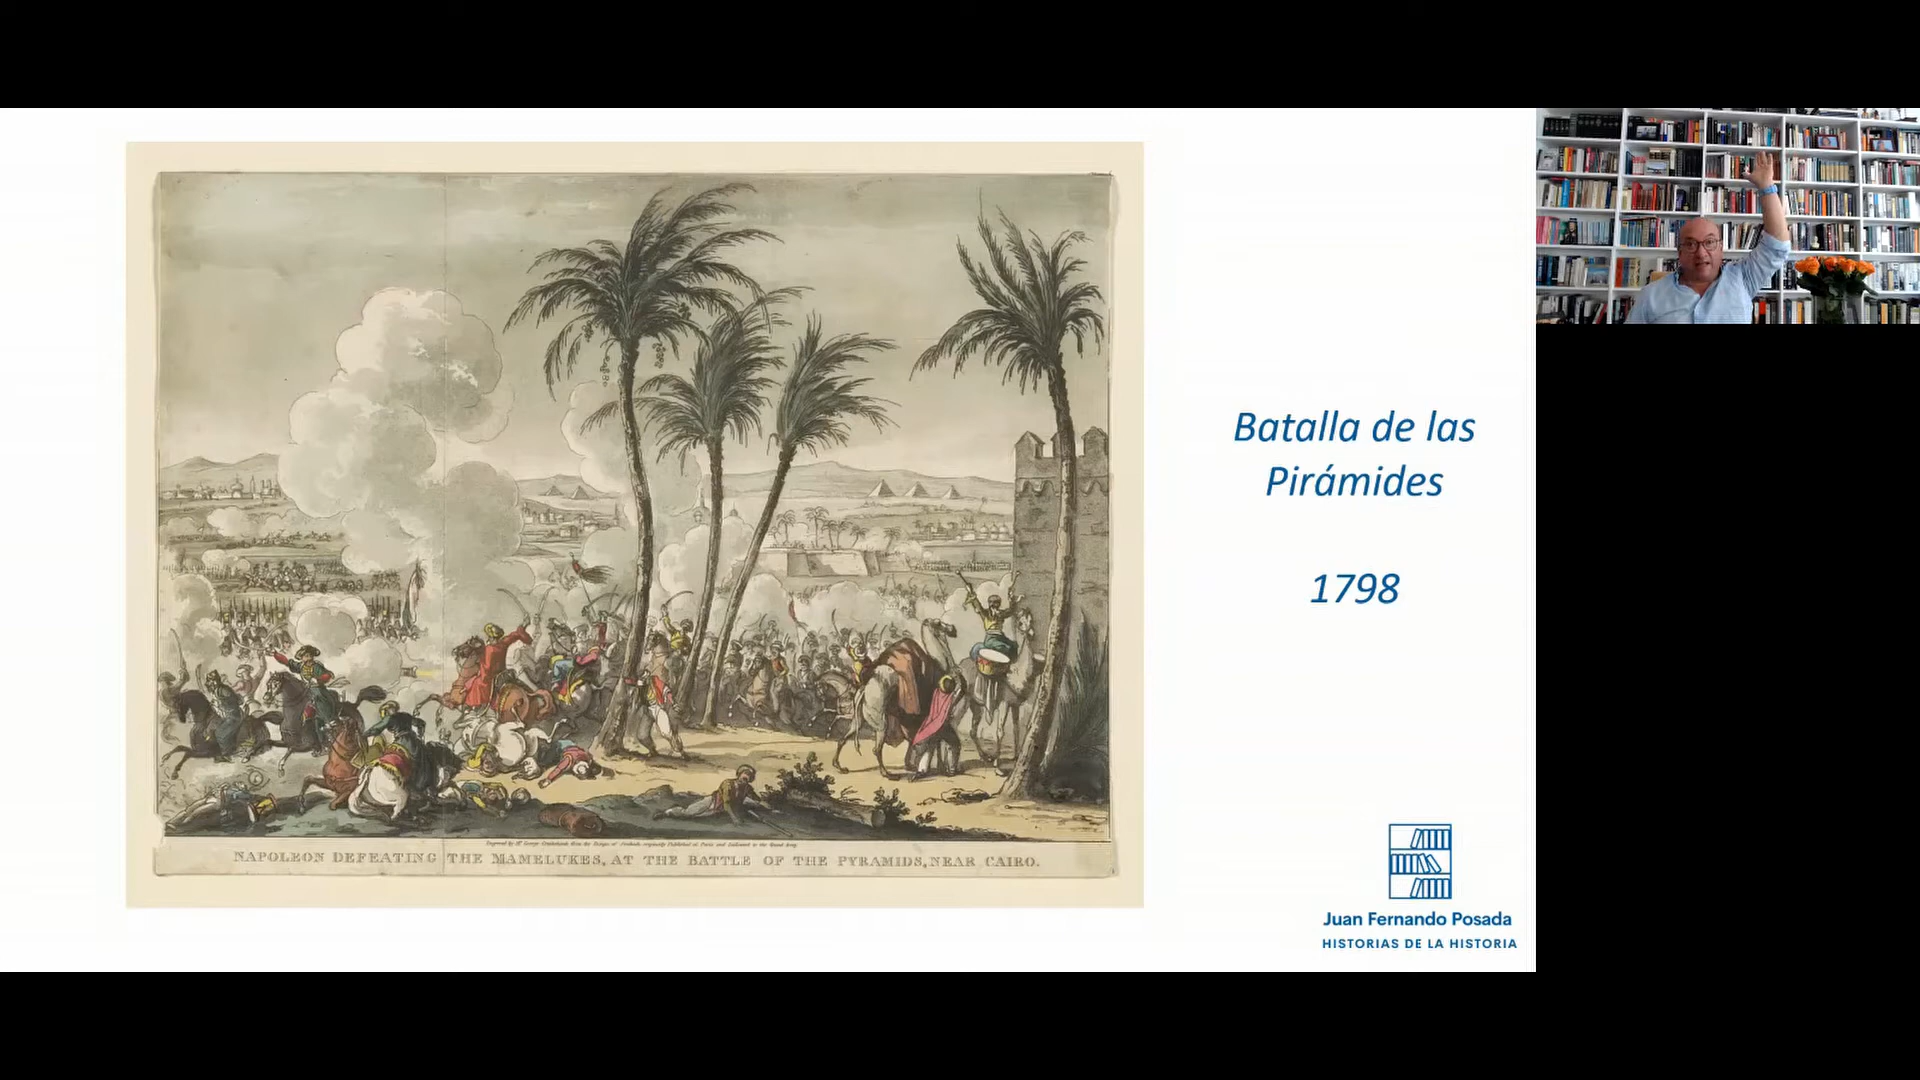 Batalla de las
Pirámides
1798
NAPOLEON DEFEATING THE MAMELUKES, AT THE BATTLE OF THE PYRAMIDS, NEAR CAIRO.
Juan Fernando Posada
HISTORIAS DE LA HISTORIA